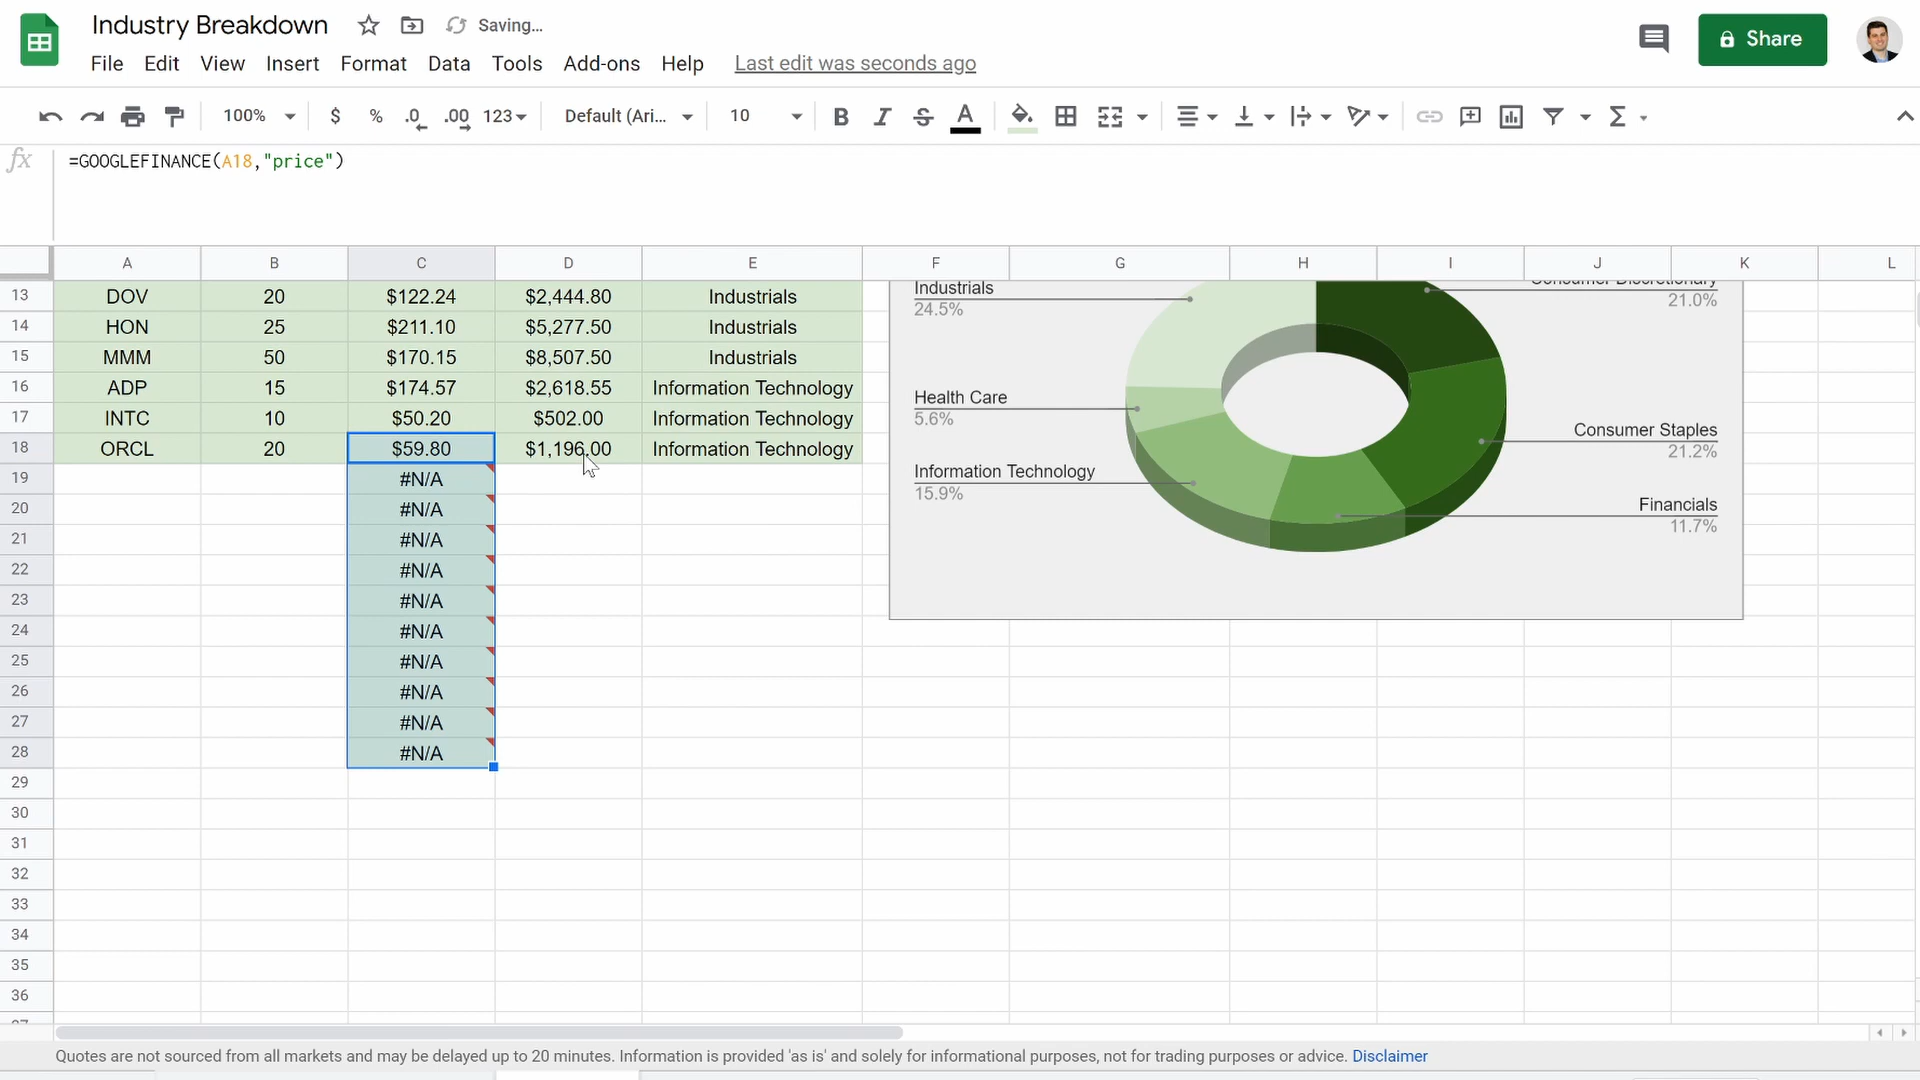 Industry Breakdown
Saving...
Share
File Edit View Insert Format Data Tools Add-ons Help Last edit was seconds ago
100% $ % .0 .00 123 Default (Ari... 10 B I S A
fx =GOOGLEFINANCE(A18,"price")
A B C D E F G H I J K L
13 DOV 20 $122.24 $2,444.80 Industrials
14 HON 25 $211.10 $5,277.50 Industrials
15 MMM 50 $170.15 $8,507.50 Industrials
16 ADP 15 $174.57 $2,618.55 Information Technology
17 INTC 10 $50.20 $502.00 Information Technology
18 ORCL 20 $59.80 $1,196.00 Information Technology
19 #N/A
20 #N/A
21 #N/A
22 #N/A
23 #N/A
24 #N/A
25 #N/A
26 #N/A
27 #N/A
28 #N/A
29
30
31
32
33
34
35
36
37
Industrials
24.5%
Consumer Discretionary
21.0%
Health Care
5.6%
Consumer Staples
21.2%
Information Technology
15.9%
Financials
11.7%
Quotes are not sourced from all markets and may be delayed up to 20 minutes. Information is provided 'as is' and solely for informational purposes, not for trading purposes or advice. Disclaimer